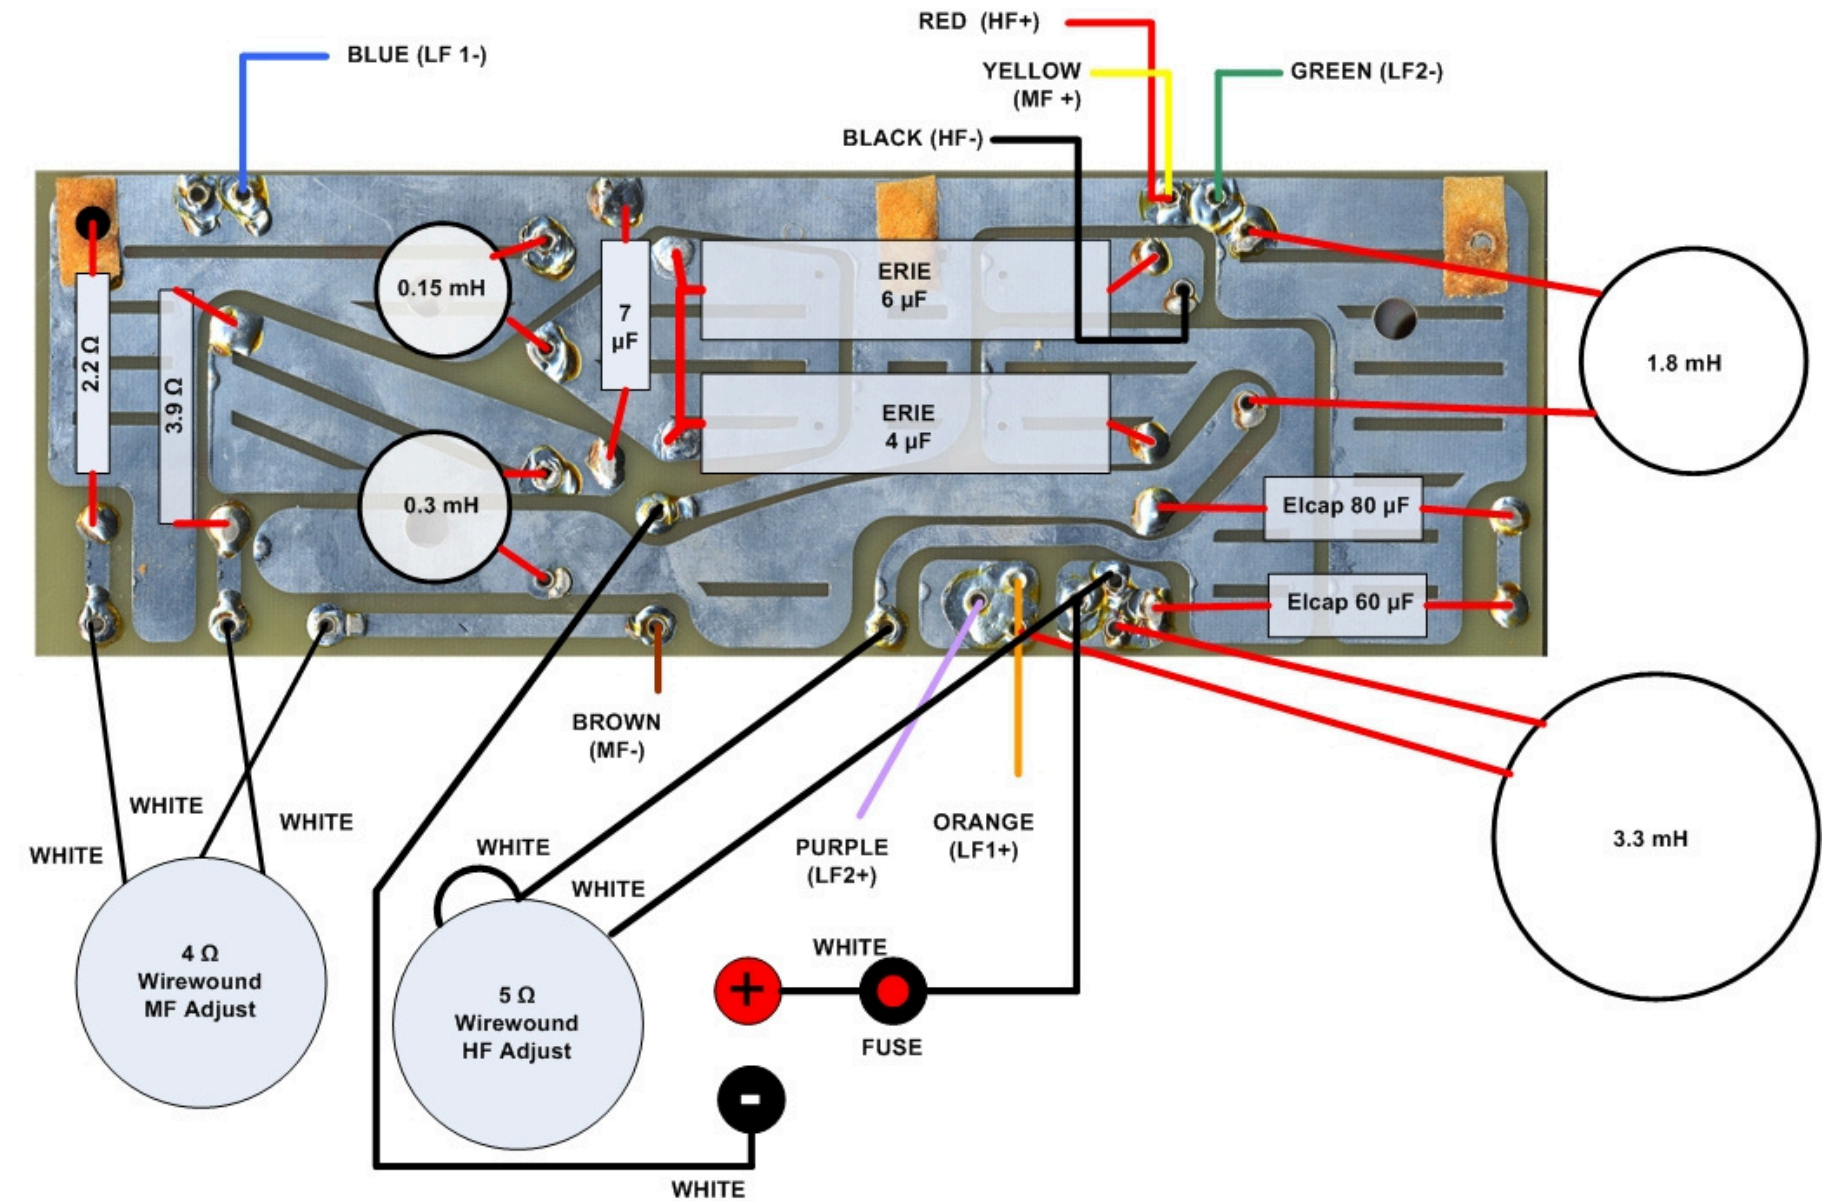 RED (HF+)
BLUE (LF 1-)
YELLOW
(MF +)
GREEN (LF2-)
BLACK (HF-)
2.2 Ω
3.9 Ω
0.15 mH
7
µF
ERIE
6 µF
ERIE
4 µF
1.8 mH
0.3 mH
Elcap 80 µF
Elcap 60 µF
BROWN
(MF-)
WHITE
WHITE
WHITE
WHITE
WHITE
PURPLE
(LF2+)
ORANGE
(LF1+)
3.3 mH
4 Ω
Wirewound
MF Adjust
5 Ω
Wirewound
HF Adjust
WHITE
+
FUSE
-
WHITE